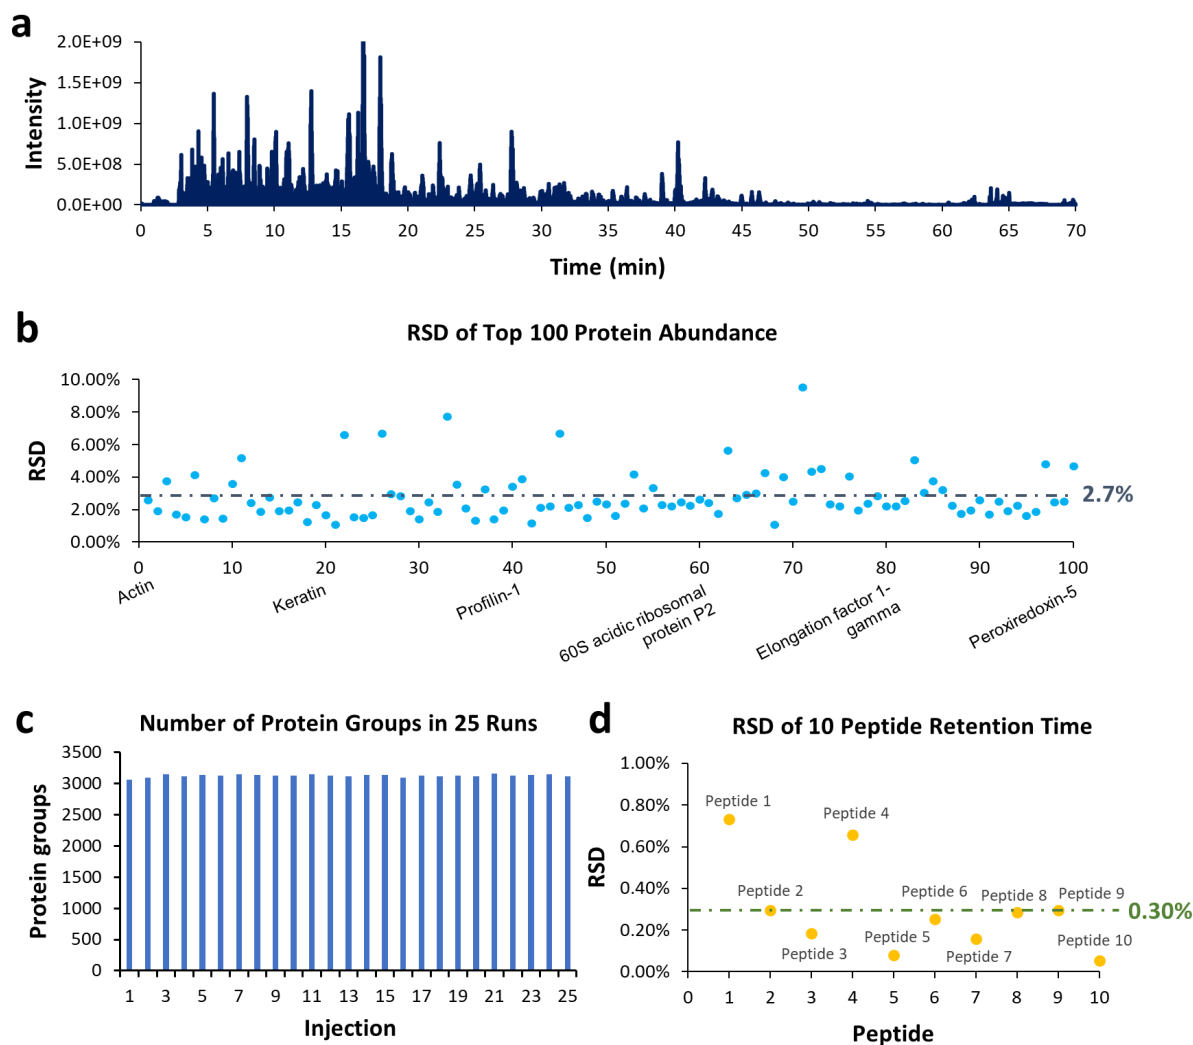 a
2.0E+09
1.5E+09
1.0E+09
5.0E+08
0.0E+00
Intensity
0 5 10 15 20 25 30 35 40 45 50 55 60 65 70
Time (min)
b
RSD of Top 100 Protein Abundance
10.00%
8.00%
6.00%
4.00%
2.00%
0.00%
RSD
2.7%
0 10 20 30 40 50 60 70 80 90 100
Actin
Keratin
Profilin-1
60S acidic ribosomal
protein P2
Elongation factor 1-
gamma
Peroxiredoxin-5
c
Number of Protein Groups in 25 Runs
3500
3000
2500
2000
1500
1000
500
0
Protein groups
1 3 5 7 9 11 13 15 17 19 21 23 25
Injection
d
RSD of 10 Peptide Retention Time
1.00%
0.80%
0.60%
0.40%
0.20%
0.00%
RSD
Peptide 1
Peptide 4
Peptide 2
Peptide 6
Peptide 8
Peptide 9
0.30%
Peptide 3
Peptide 5
Peptide 7
Peptide 10
0 1 2 3 4 5 6 7 8 9 10
Peptide